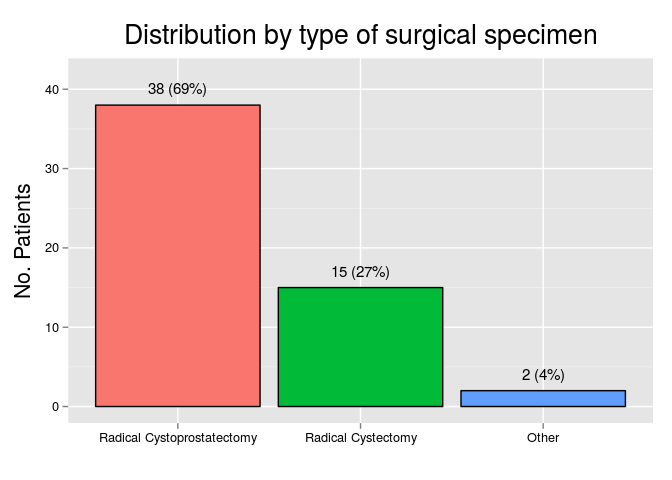 Distribution by type of surgical specimen
No. Patients
40
30
20
10
0
38 (69%)
15 (27%)
2 (4%)
Radical Cystoprostatectomy
Radical Cystectomy
Other